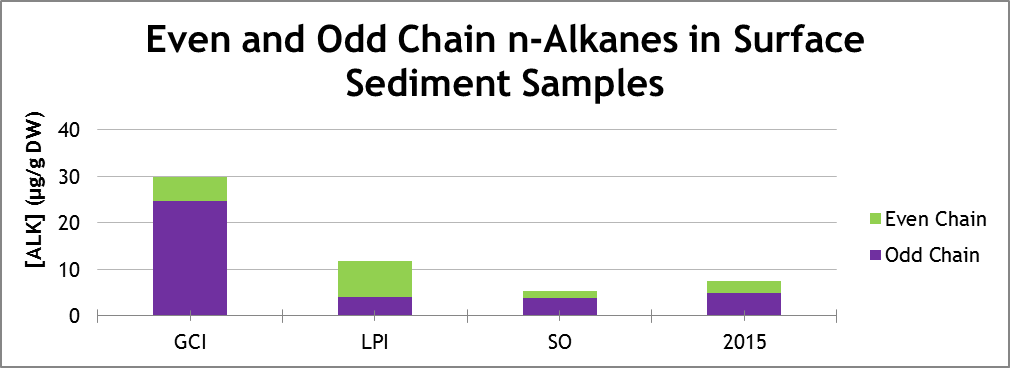 Even and Odd Chain n-Alkanes in Surface
Sediment Samples
[ALK] (µg/g DW)
40
30
20
10
0
GCI
LPI
SO
2015
Even Chain
Odd Chain